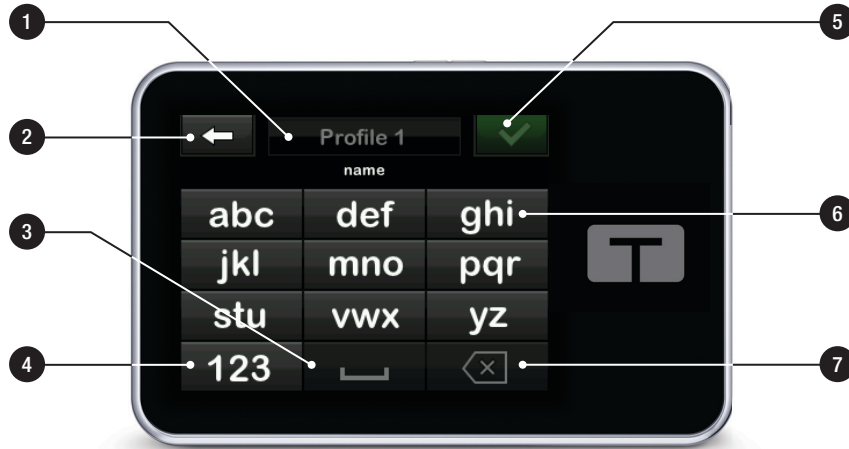 1
5
2
Profile 1
name
abc def ghi
6
3
jkl mno pqr
stu vwx yz
4
123
7
T